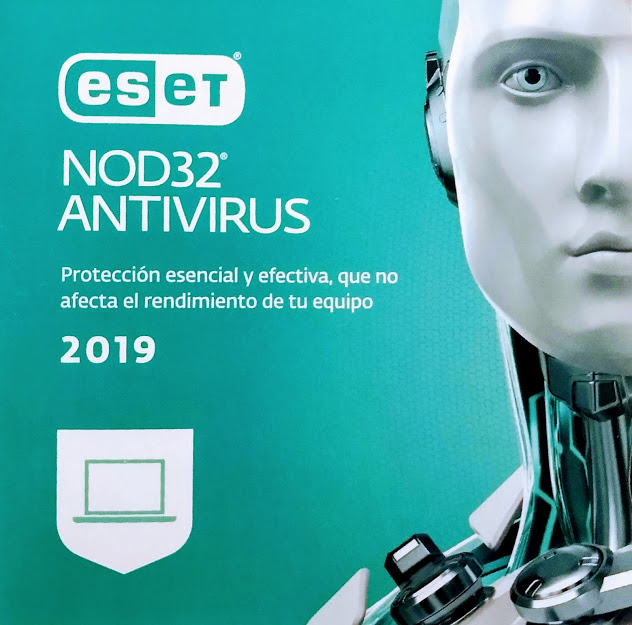 eseT®
NOD32®
ANTIVIRUS
Protección esencial y efectiva, que no
afecta el rendimiento de tu equipo
2019